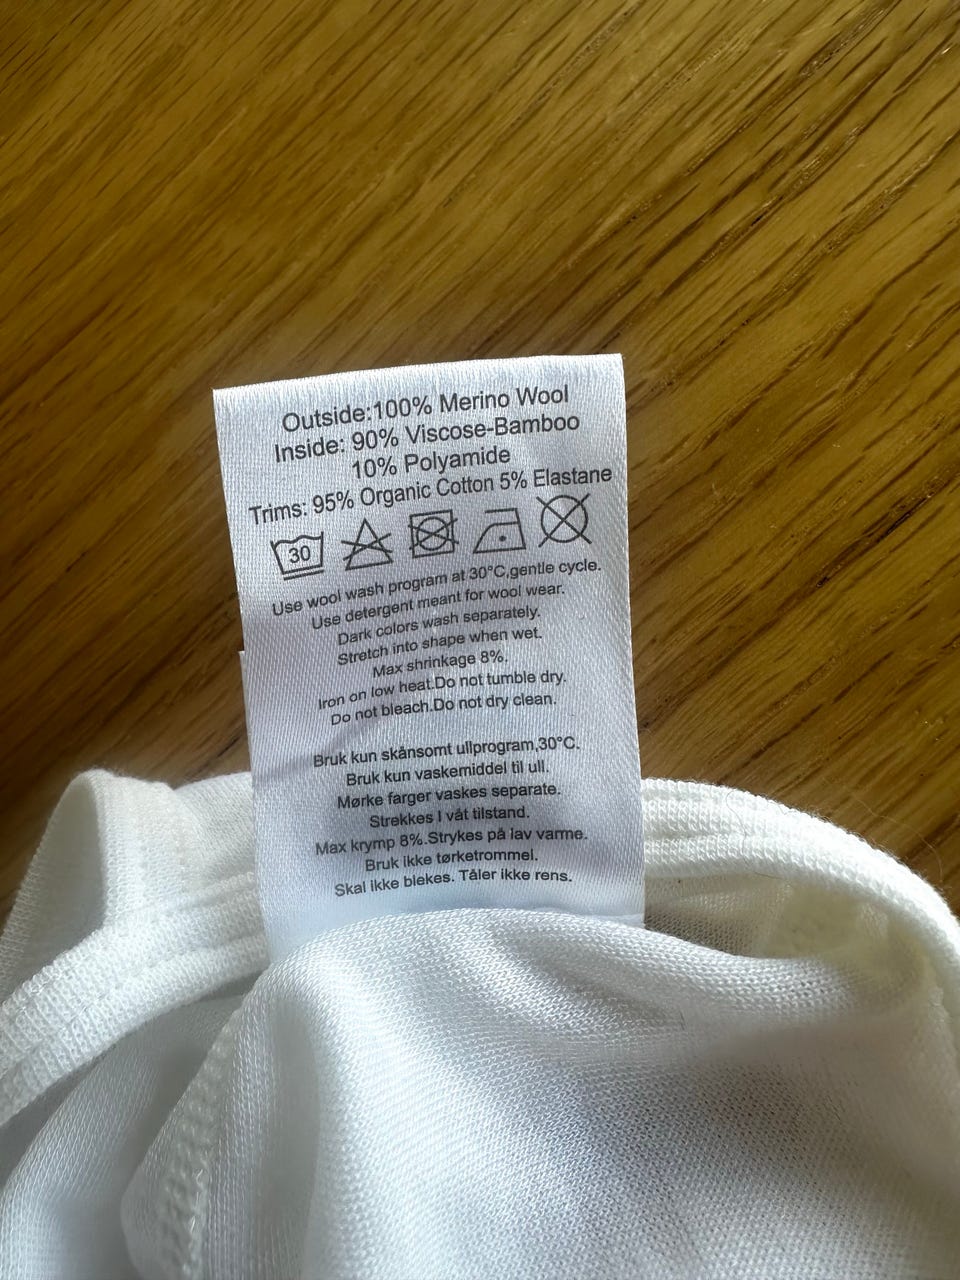 Outside:100% Merino Wool
Inside: 90% Viscose-Bamboo
10% Polyamide
Trims: 95% Organic Cotton 5% Elastane
30
Use wool wash program at 30°C,gentle cycle.
Use detergent meant for wool wear.
Dark colors wash separately.
Stretch into shape when wet.
Max shrinkage 8%.
Iron on low heat.Do not tumble dry.
Do not bleach.Do not dry clean.
Bruk kun skånsomt ullprogram,30°C.
Bruk kun vaskemiddel til ull.
Mørke farger vaskes separate.
Strekkes I våt tilstand.
Max krymp 8%.Strykes på lav varme.
Bruk ikke tørketrommel.
Skal ikke blekes. Tåler ikke rens.